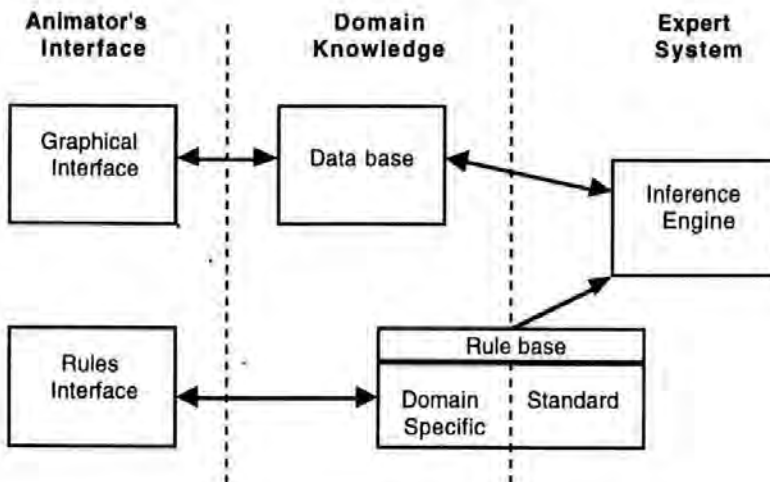 Animator's
Interface
Domain
Knowledge
Expert
System
Graphical
Interface
Data base
Inference
Engine
Rules
Interface
Rule base
Domain
Specific
Standard